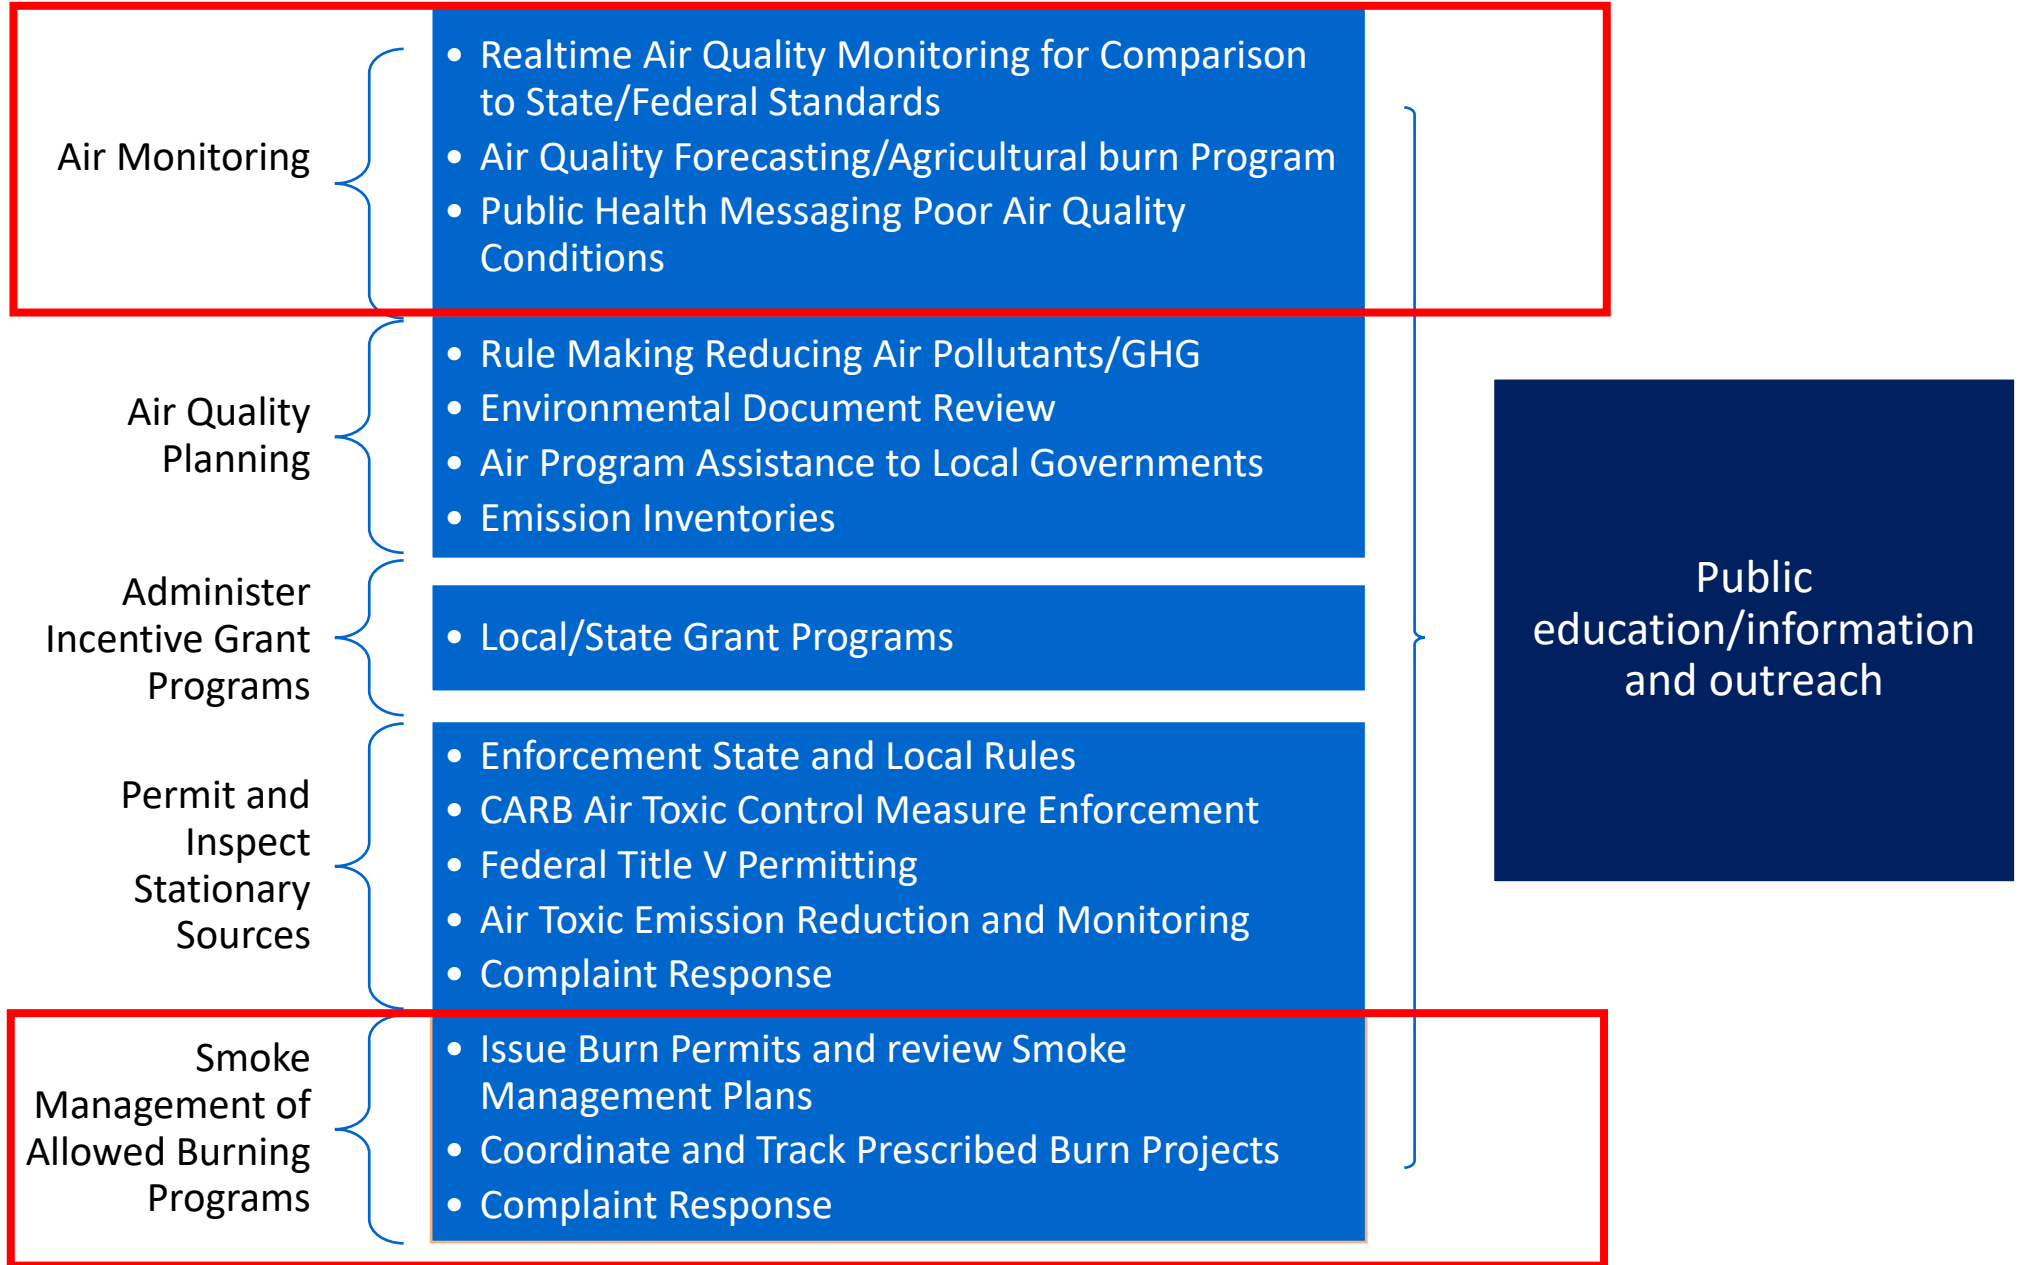 Air Monitoring
• Realtime Air Quality Monitoring for Comparison
to State/Federal Standards
• Air Quality Forecasting/Agricultural burn Program
• Public Health Messaging Poor Air Quality
Conditions
Air Quality
Planning
• Rule Making Reducing Air Pollutants/GHG
• Environmental Document Review
• Air Program Assistance to Local Governments
• Emission Inventories
Administer
Incentive Grant
Programs
• Local/State Grant Programs
Permit and
Inspect
Stationary
Sources
• Enforcement State and Local Rules
• CARB Air Toxic Control Measure Enforcement
• Federal Title V Permitting
• Air Toxic Emission Reduction and Monitoring
• Complaint Response
Smoke
Management of
Allowed Burning
Programs
• Issue Burn Permits and review Smoke
Management Plans
• Coordinate and Track Prescribed Burn Projects
• Complaint Response
Public
education/information
and outreach